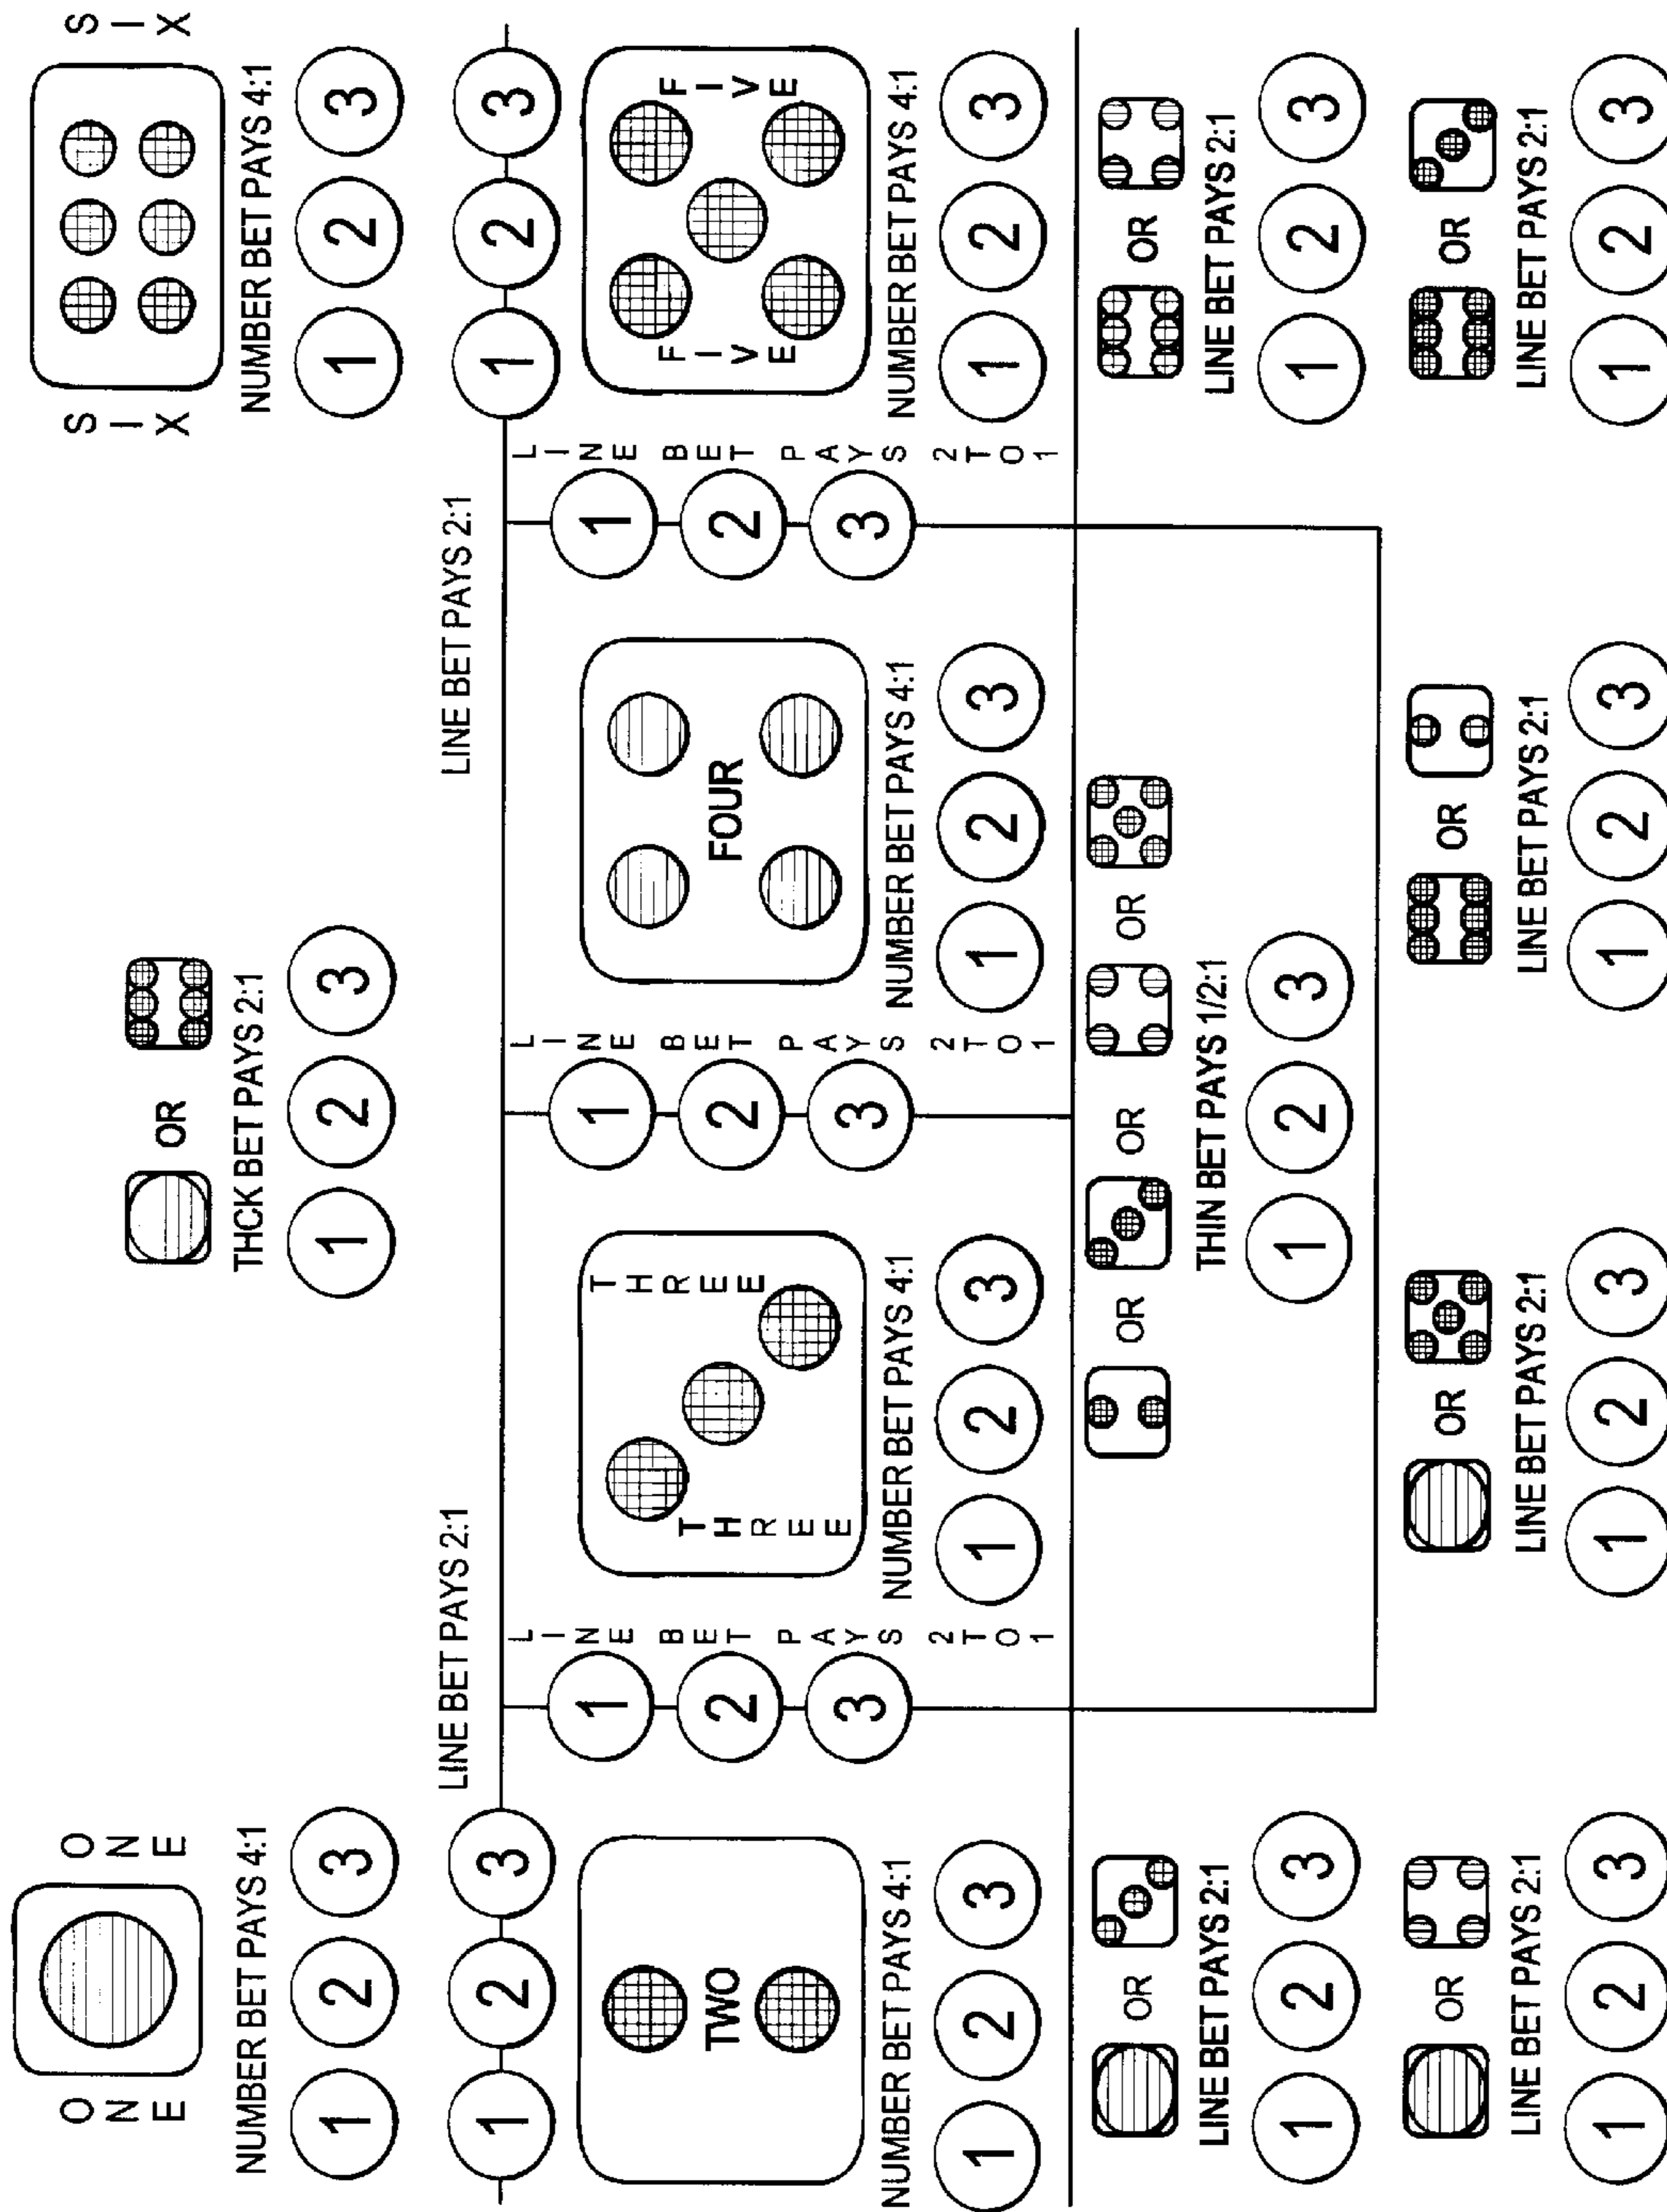 ONE
ONE
NUMBER BET PAYS 4:1
1 2 3
OR
THCK BET PAYS 2:1
1 2 3
SIX
SIX
NUMBER BET PAYS 4:1
1 2 3
LINE BET PAYS 2:1
1 2 3
LINE BET PAYS 2:1
1 2 3
TWO
NUMBER BET PAYS 4:1
1 2 3
1 2 3
LINE BET PAYS 2 TO 1
THREE
THREE
NUMBER BET PAYS 4:1
1 2 3
1 2 3
LINE BET PAYS 2 TO 1
FOUR
NUMBER BET PAYS 4:1
1 2 3
1 2 3
LINE BET PAYS 2 TO 1
FIVE
FIVE
NUMBER BET PAYS 4:1
1 2 3
OR
LINE BET PAYS 2:1
1 2 3
OR OR OR
THIN BET PAYS 1/2:1
1 2 3
OR
LINE BET PAYS 2:1
1 2 3
OR
LINE BET PAYS 2:1
1 2 3
OR
LINE BET PAYS 2:1
1 2 3
OR
LINE BET PAYS 2:1
1 2 3
OR
LINE BET PAYS 2:1
1 2 3